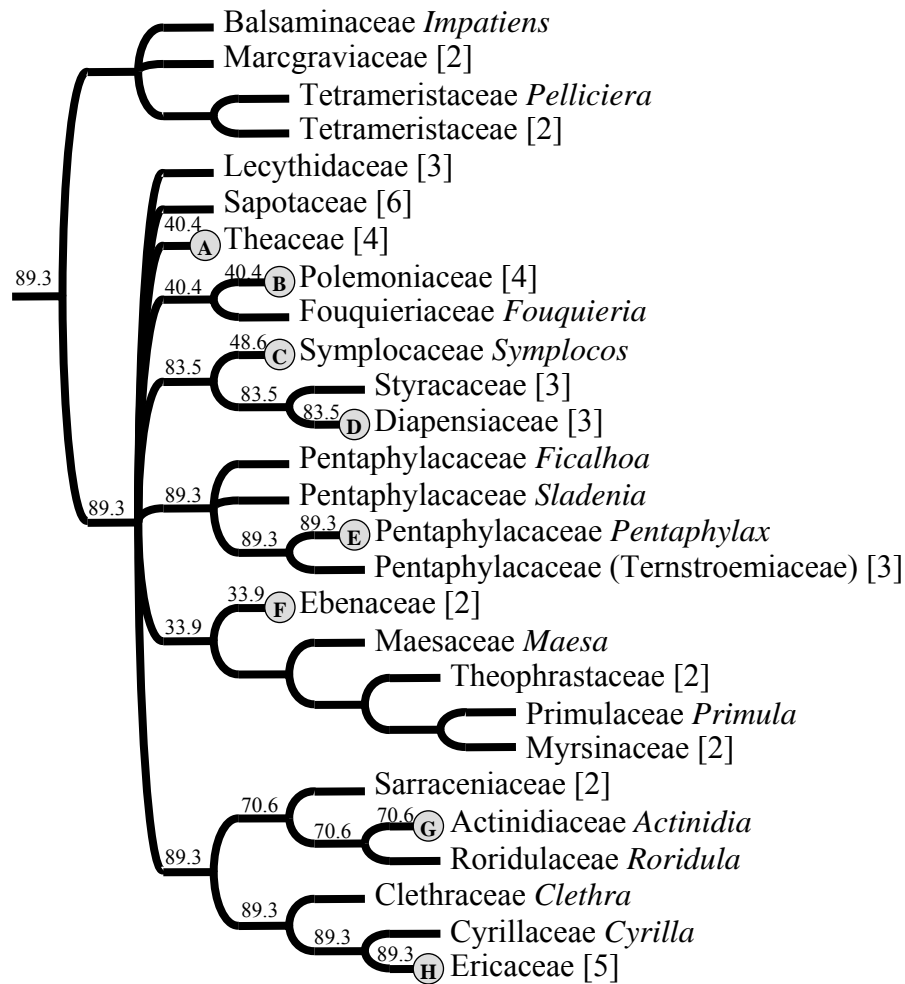 Balsaminaceae Impatiens
Marcgraviaceae [2]
Tetrameristaceae Pelliciera
Tetrameristaceae [2]
Lecythidaceae [3]
Sapotaceae [6]
40.4 A Theaceae [4]
89.3
40.4 B Polemoniaceae [4]
40.4
Fouquieriaceae Fouquieria
48.6 C Symplocaceae Symplocos
83.5
Styracaceae [3]
83.5
83.5 D Diapensiaceae [3]
Pentaphylacaceae Ficalhoa
89.3
Pentaphylacaceae Sladenia
89.3
89.3 E Pentaphylacaceae Pentaphylax
89.3
Pentaphylacaceae (Ternstroemiaceae) [3]
33.9 F Ebenaceae [2]
33.9
Maesaceae Maesa
Theophrastaceae [2]
Primulaceae Primula
Myrsinaceae [2]
Sarraceniaceae [2]
70.6
70.6 G Actinidiaceae Actinidia
70.6
Roridulaceae Roridula
89.3
Clethraceae Clethra
89.3
Cyrillaceae Cyrilla
89.3
89.3 H Ericaceae [5]